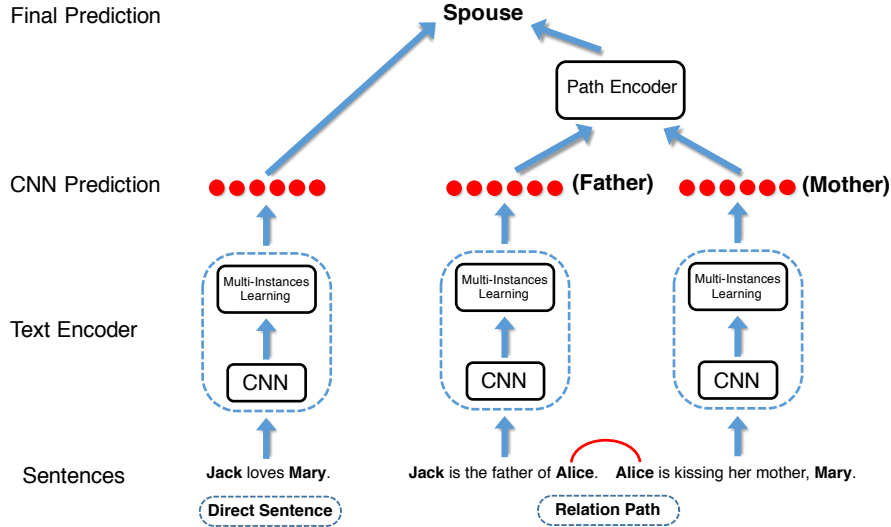 Final Prediction
Spouse
Path Encoder
CNN Prediction
(Father)
(Mother)
Multi-Instances
Learning
Multi-Instances
Learning
Multi-Instances
Learning
Text Encoder
CNN
CNN
CNN
Sentences
Jack loves Mary.
Jack is the father of Alice.
Alice is kissing her mother, Mary.
Direct Sentence
Relation Path